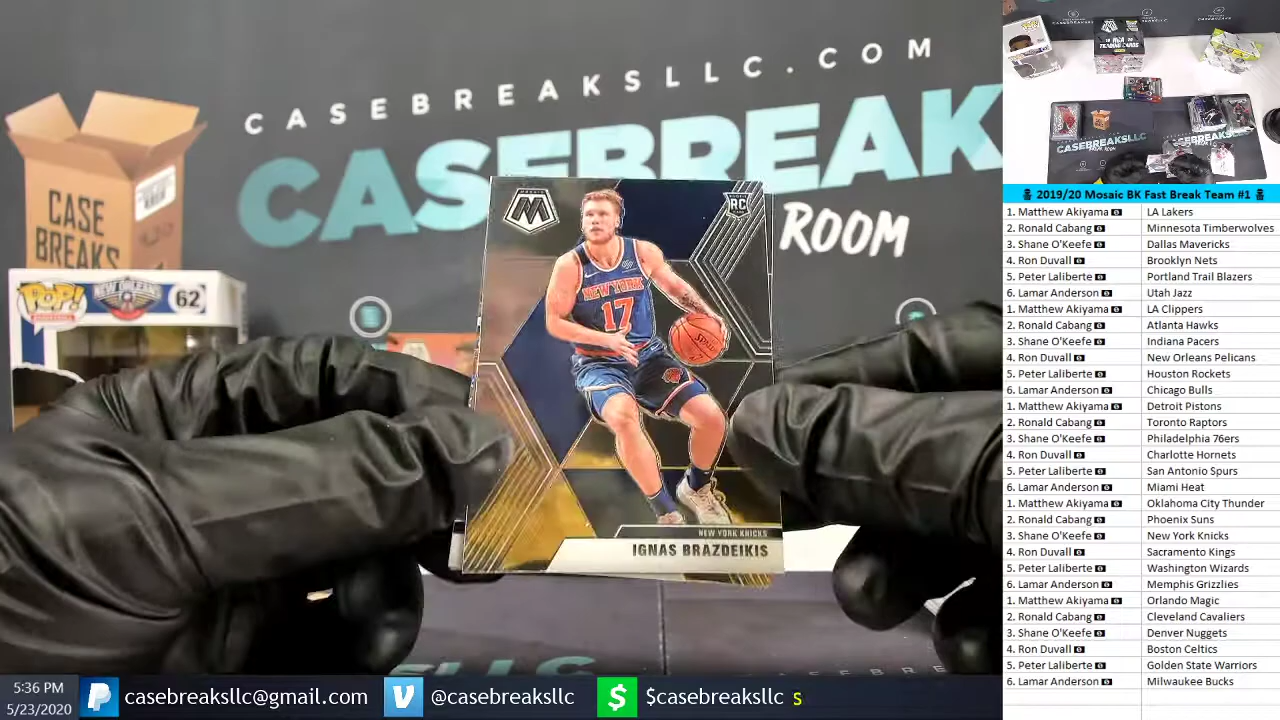 CASEBREAKSLLC.COM
CASEBREAK
ROOM
CASE
BREAKS
POP!
NEW ORLEANS
62
MOSAIC
RC
NEW YORK
17
NEW YORK KNICKS
IGNAS BRAZDEIKIS
CASEBREAKSLLC
2019/20 Mosaic BK Fast Break Team #1
1. Matthew Akiyama LA Lakers
2. Ronald Cabang Minnesota Timberwolves
3. Shane O'Keefe Dallas Mavericks
4. Ron Duvall Brooklyn Nets
5. Peter Laliberte Portland Trail Blazers
6. Lamar Anderson Utah Jazz
1. Matthew Akiyama LA Clippers
2. Ronald Cabang Atlanta Hawks
3. Shane O'Keefe Indiana Pacers
4. Ron Duvall New Orleans Pelicans
5. Peter Laliberte Houston Rockets
6. Lamar Anderson Chicago Bulls
1. Matthew Akiyama Detroit Pistons
2. Ronald Cabang Toronto Raptors
3. Shane O'Keefe Philadelphia 76ers
4. Ron Duvall Charlotte Hornets
5. Peter Laliberte San Antonio Spurs
6. Lamar Anderson Miami Heat
1. Matthew Akiyama Oklahoma City Thunder
2. Ronald Cabang Phoenix Suns
3. Shane O'Keefe New York Knicks
4. Ron Duvall Sacramento Kings
5. Peter Laliberte Washington Wizards
6. Lamar Anderson Memphis Grizzlies
1. Matthew Akiyama Orlando Magic
2. Ronald Cabang Cleveland Cavaliers
3. Shane O'Keefe Denver Nuggets
4. Ron Duvall Boston Celtics
5. Peter Laliberte Golden State Warriors
6. Lamar Anderson Milwaukee Bucks
5:36 PM
5/23/2020
casebreaksllc@gmail.com
@casebreaksllc
$casebreaksllc
s